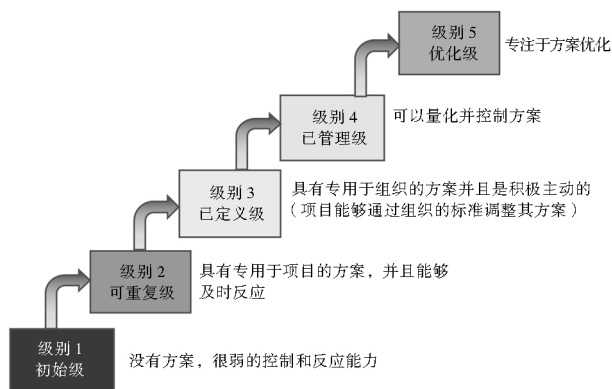 级别 5
优化级
专注于方案优化
级别 4
已管理级
可以量化并控制方案
级别 3
已定义级
具有专用于组织的方案并且是积极主动的
（项目能够通过组织的标准调整其方案）
级别 2
可重复级
具有专用于项目的方案，并且能够
及时反应
级别 1
初始级
没有方案，很弱的控制和反应能力